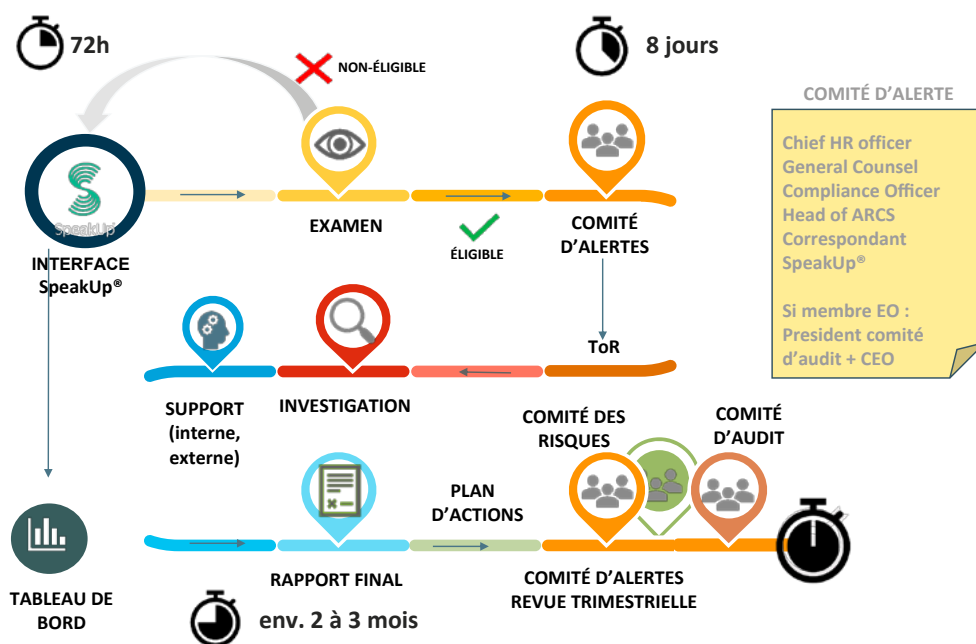 72h
NON-ÉLIGIBLE
8 jours
COMITÉ D'ALERTE
Chief HR officer
General Counsel
Compliance Officer
Head of ARCS
Correspondant
SpeakUp®
Si membre EO :
President comité
d'audit + CEO
SpeakUp
INTERFACE
SpeakUp®
EXAMEN
ÉLIGIBLE
COMITÉ
D'ALERTES
ToR
SUPPORT
(interne,
externe)
INVESTIGATION
COMITÉ DES
RISQUES
COMITÉ
D'AUDIT
PLAN
D'ACTIONS
RAPPORT FINAL
COMITÉ D'ALERTES
REVUE TRIMESTRIELLE
TABLEAU DE
BORD
env. 2 à 3 mois